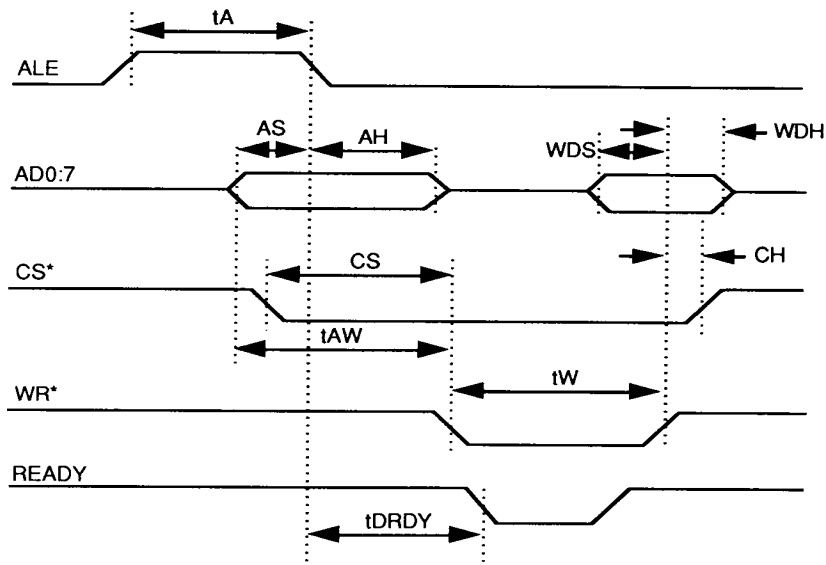 tA
ALE
AS
AH
WDS
WDH
AD0:7
CS
CH
CS*
tAW
tW
WR*
READY
tDRDY